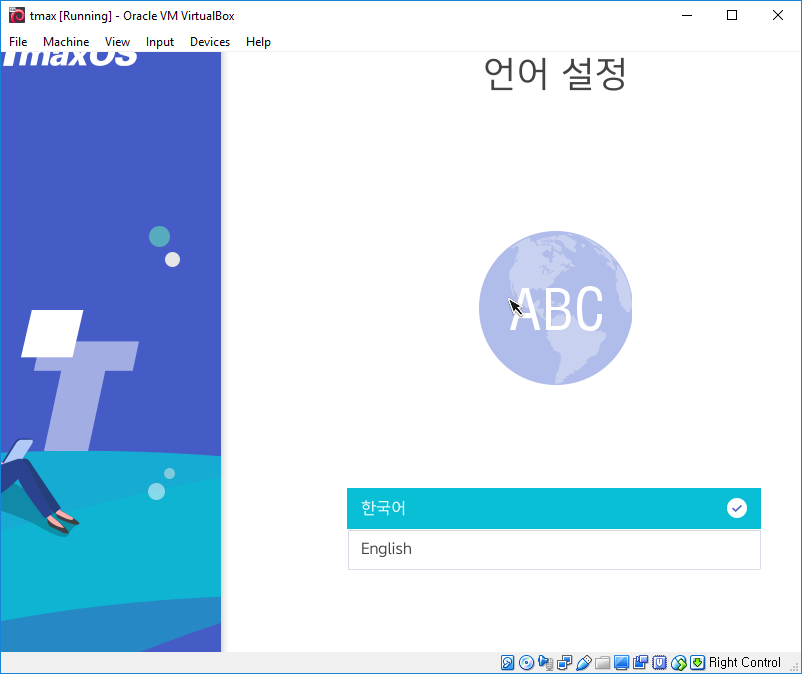 tmax [Running] - Oracle VM VirtualBox
File Machine View Input Devices Help
TmaxOS
언어 설정
ABC
T
한국어
English
Right Control